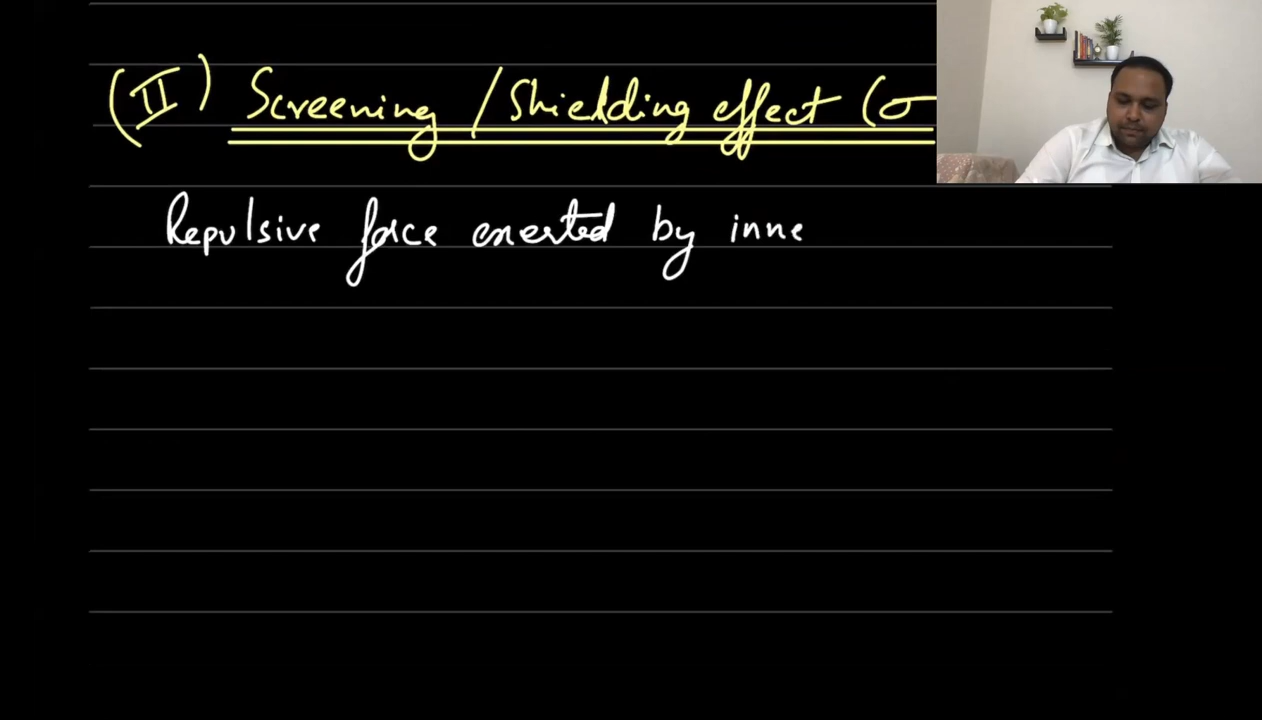 (II) Screening / Shielding effect (σ
Repulsive force exerted by inne